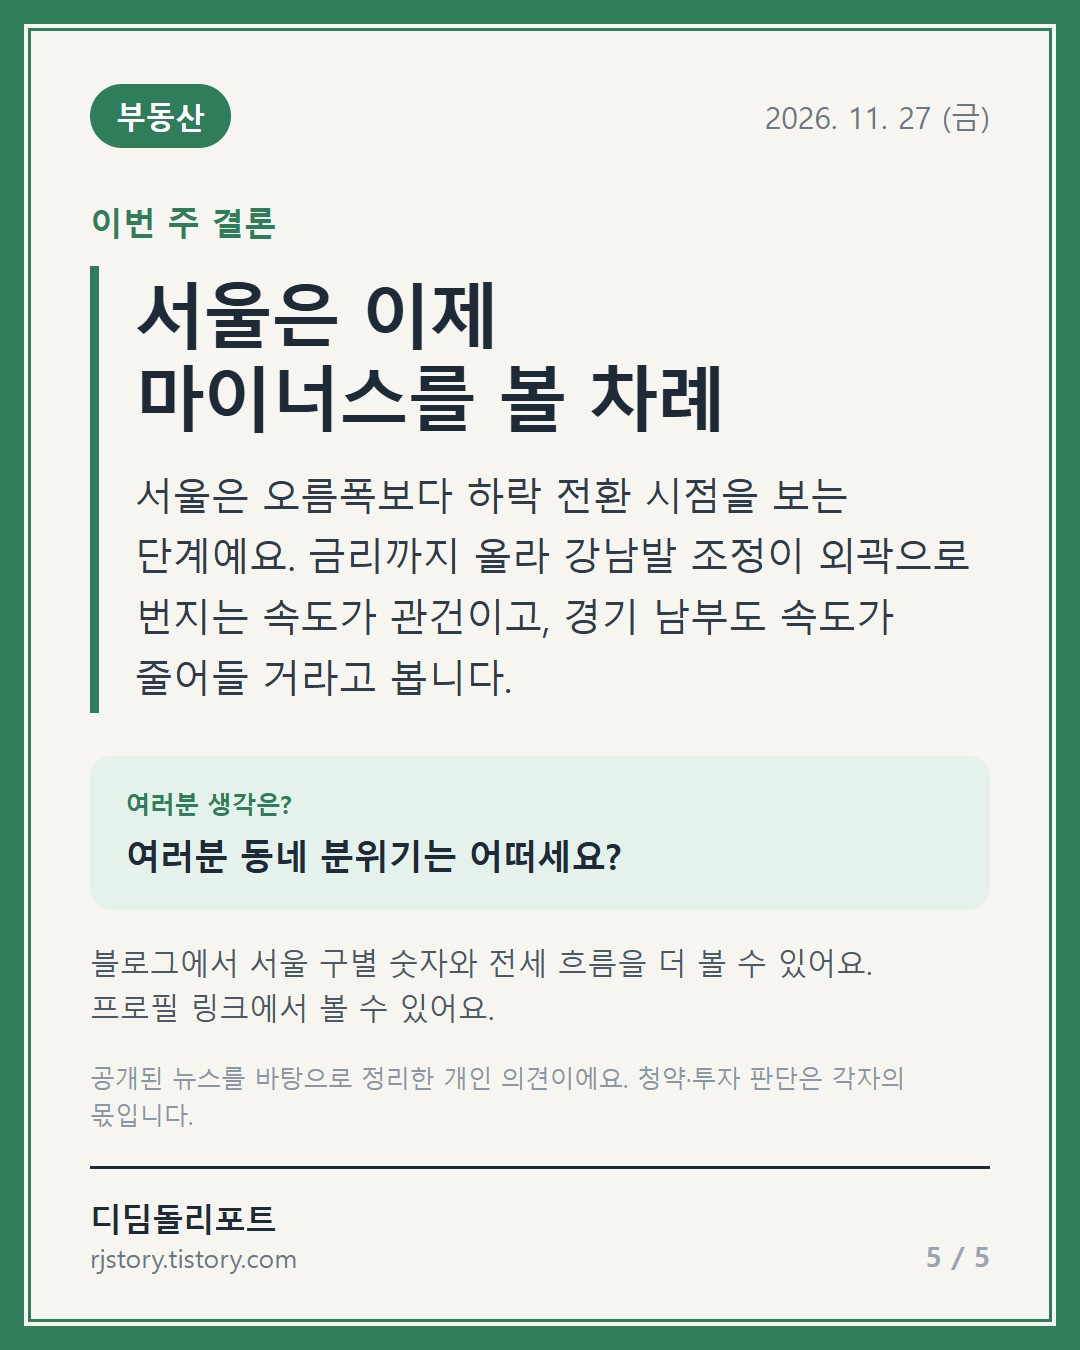 부동산
2026. 11. 27 (금)
이번 주 결론
서울은 이제
마이너스를 볼 차례
서울은 오름폭보다 하락 전환 시점을 보는
단계예요. 금리까지 올라 강남발 조정이 외곽으로
번지는 속도가 관건이고, 경기 남부도 속도가
줄어들 거라고 봅니다.
여러분 생각은?
여러분 동네 분위기는 어떠세요?
블로그에서 서울 구별 숫자와 전세 흐름을 더 볼 수 있어요.
프로필 링크에서 볼 수 있어요.
공개된 뉴스를 바탕으로 정리한 개인 의견이에요. 청약·투자 판단은 각자의
몫입니다.
디딤돌리포트
rjstory.tistory.com
5 / 5